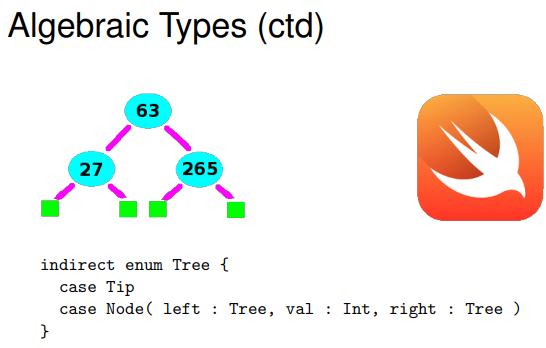 Algebraic Types (ctd)
63
27
265
indirect enum Tree {
  case Tip
  case Node( left : Tree, val : Int, right : Tree )
}